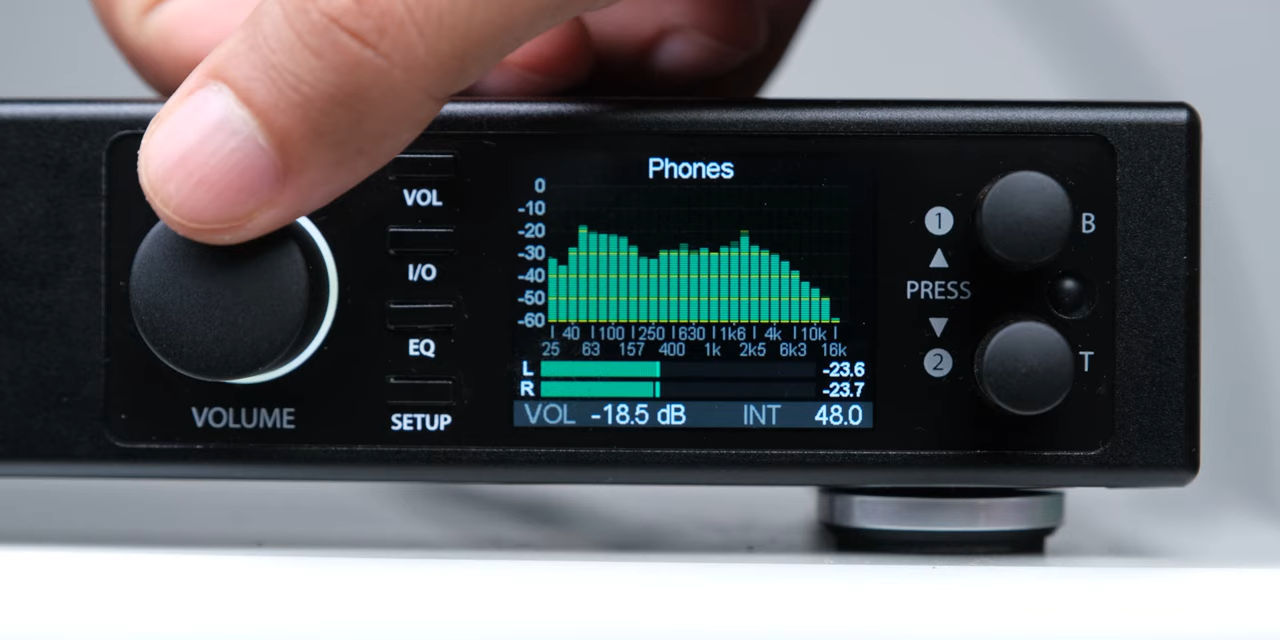 VOLUME
VOL
I/O
EQ
SETUP
Phones
0
-10
-20
-30
-40
-50
-60
40 100 250 630 1k6 4k 10k
25 63 157 400 1k 2k5 6k3 16k
L -23.6
R -23.7
VOL -18.5 dB INT 48.0
1 B
PRESS
2 T